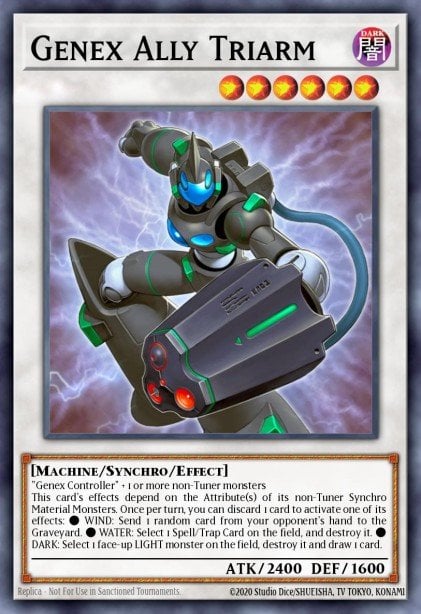 GENEX ALLY TRIARM
DARK
闇
[MACHINE/SYNCHRO/EFFECT]
"Genex Controller" + 1 or more non-Tuner monsters
This card's effects depend on the Attribute(s) of its non-Tuner Synchro
Material Monsters. Once per turn, you can discard 1 card to activate one of its
effects: ● WIND: Send 1 random card from your opponent's hand to the
Graveyard. ● WATER: Select 1 Spell/Trap Card on the field, and destroy it. ●
DARK: Select 1 face-up LIGHT monster on the field, destroy it and draw 1 card.
ATK/2400 DEF/1600
Replica - Not For Use in Sanctioned Tournaments.
©2020 Studio Dice/SHUEISHA, TV TOKYO, KONAMI